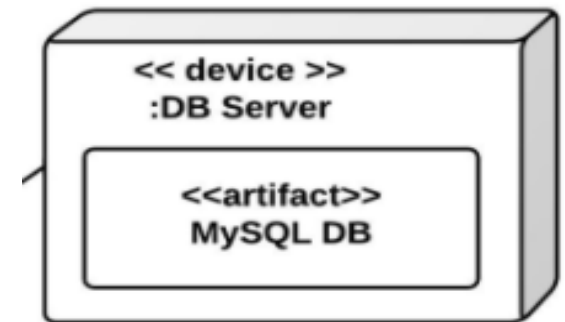 << device >>
:DB Server
<<artifact>>
MySQL DB